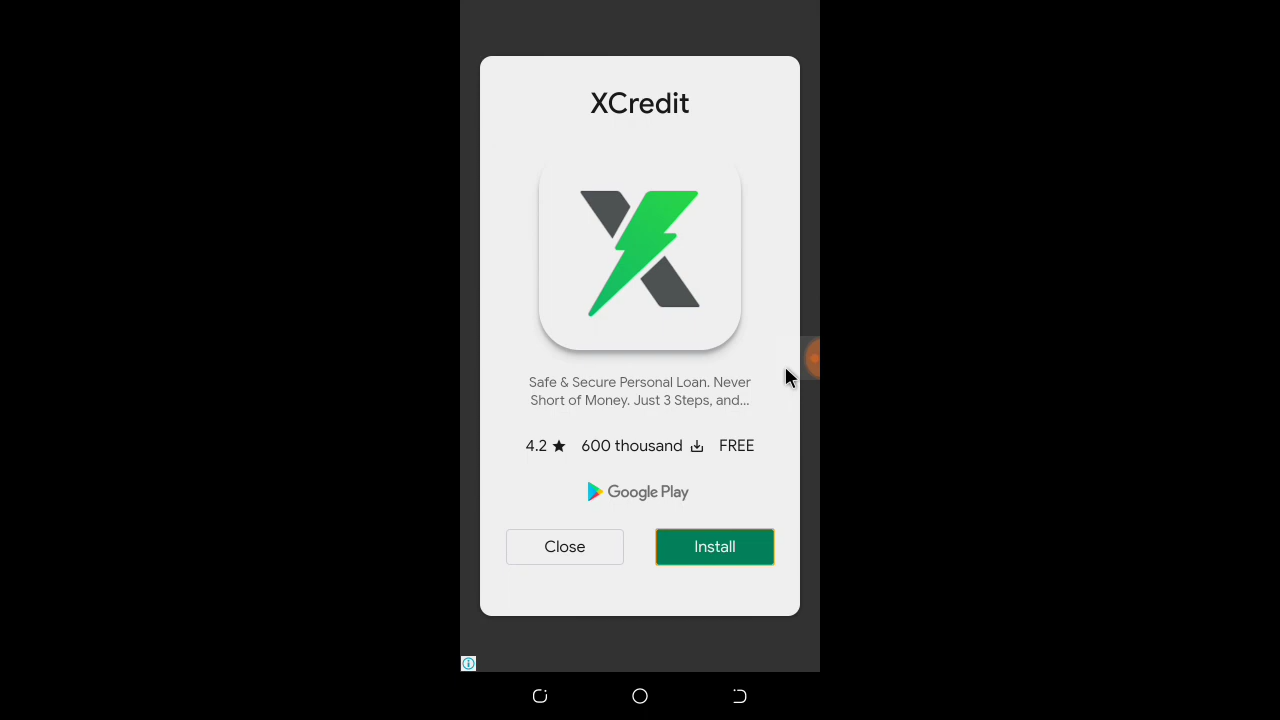 XCredit
Safe & Secure Personal Loan. Never
Short of Money. Just 3 Steps, and...
4.2 ★ 600 thousand FREE
Google Play
Close Install